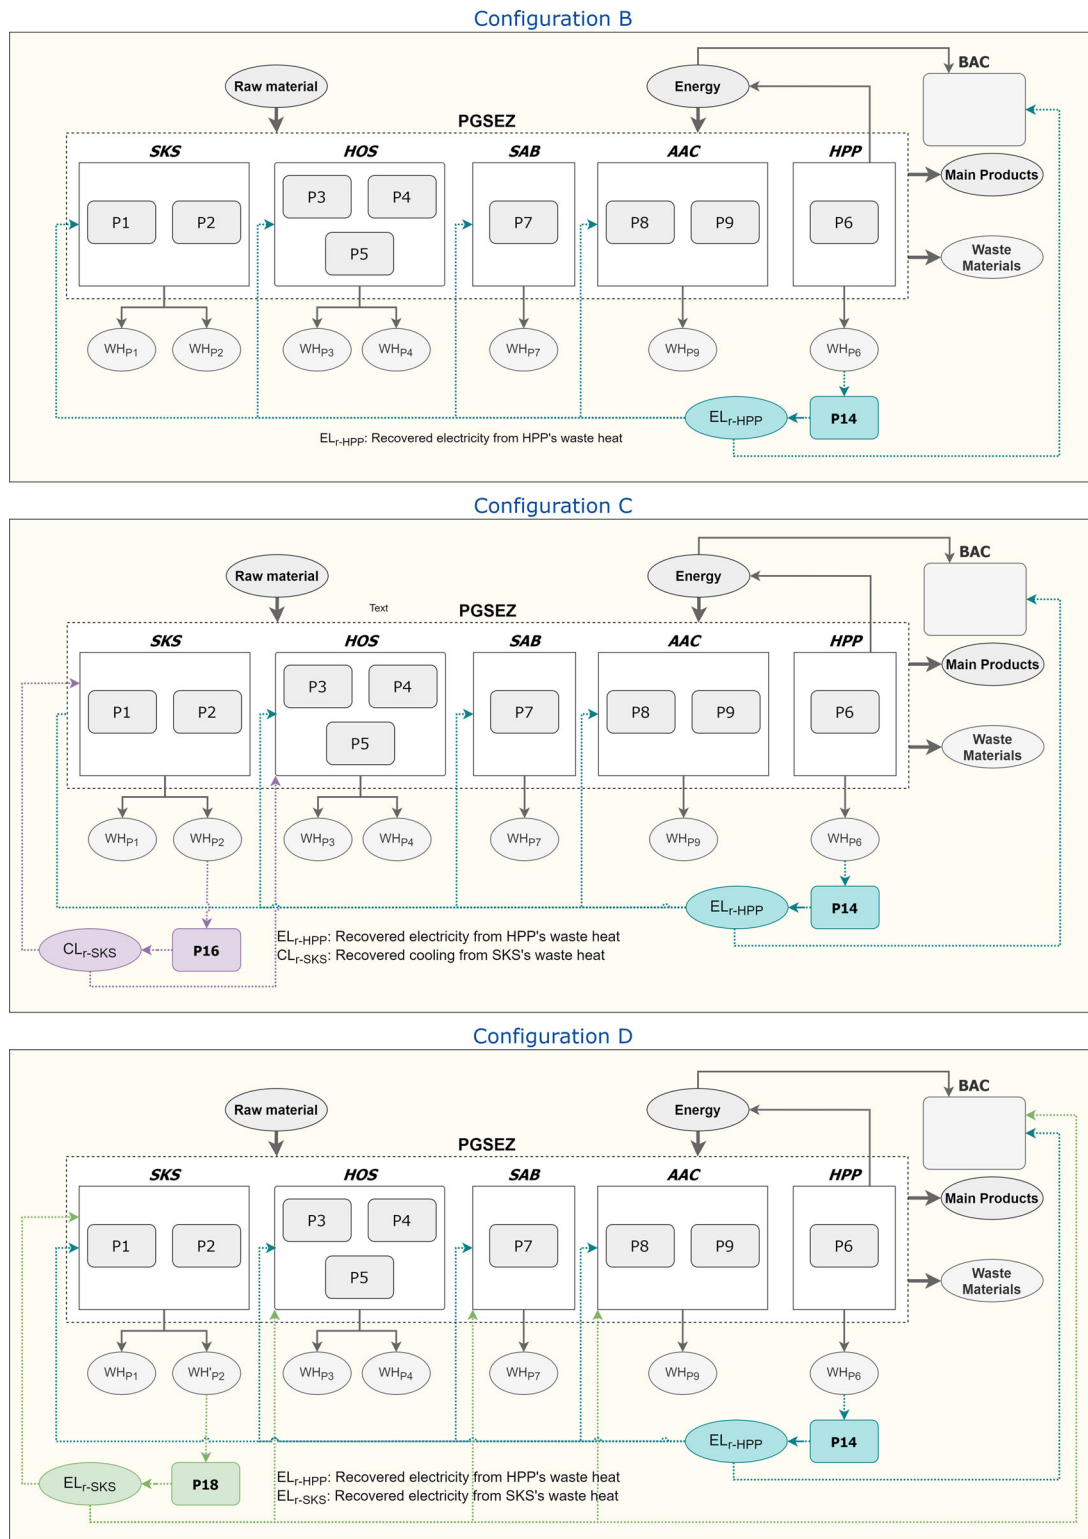 Configuration B
BAC
Raw material
Energy
PGSEZ
SKS HOS SAB AAC HPP
Main Products
P3 P4
P1 P2 P7 P8 P9 P6
P5
Waste
Materials
WHP1 WHP2 WHP3 WHP4 WHP7 WHP9 WHP6
ELr-HPP P14
ELr-HPP: Recovered electricity from HPP's waste heat
Configuration C
BAC
Raw material
Energy
Text
PGSEZ
SKS HOS SAB AAC HPP
Main Products
P3 P4
P1 P2 P7 P8 P9 P6
P5
Waste
Materials
WHP1 WHP2 WHP3 WHP4 WHP7 WHP9 WHP6
ELr-HPP P14
CLr-SKS P16
ELr-HPP: Recovered electricity from HPP's waste heat
CLr-SKS: Recovered cooling from SKS's waste heat
Configuration D
BAC
Raw material
Energy
PGSEZ
SKS HOS SAB AAC HPP
Main Products
P3 P4
P1 P2 P7 P8 P9 P6
P5
Waste
Materials
WHP1 WH'P2 WHP3 WHP4 WHP7 WHP9 WHP6
ELr-HPP P14
ELr-SKS P18
ELr-HPP: Recovered electricity from HPP's waste heat
ELr-SKS: Recovered electricity from SKS's waste heat